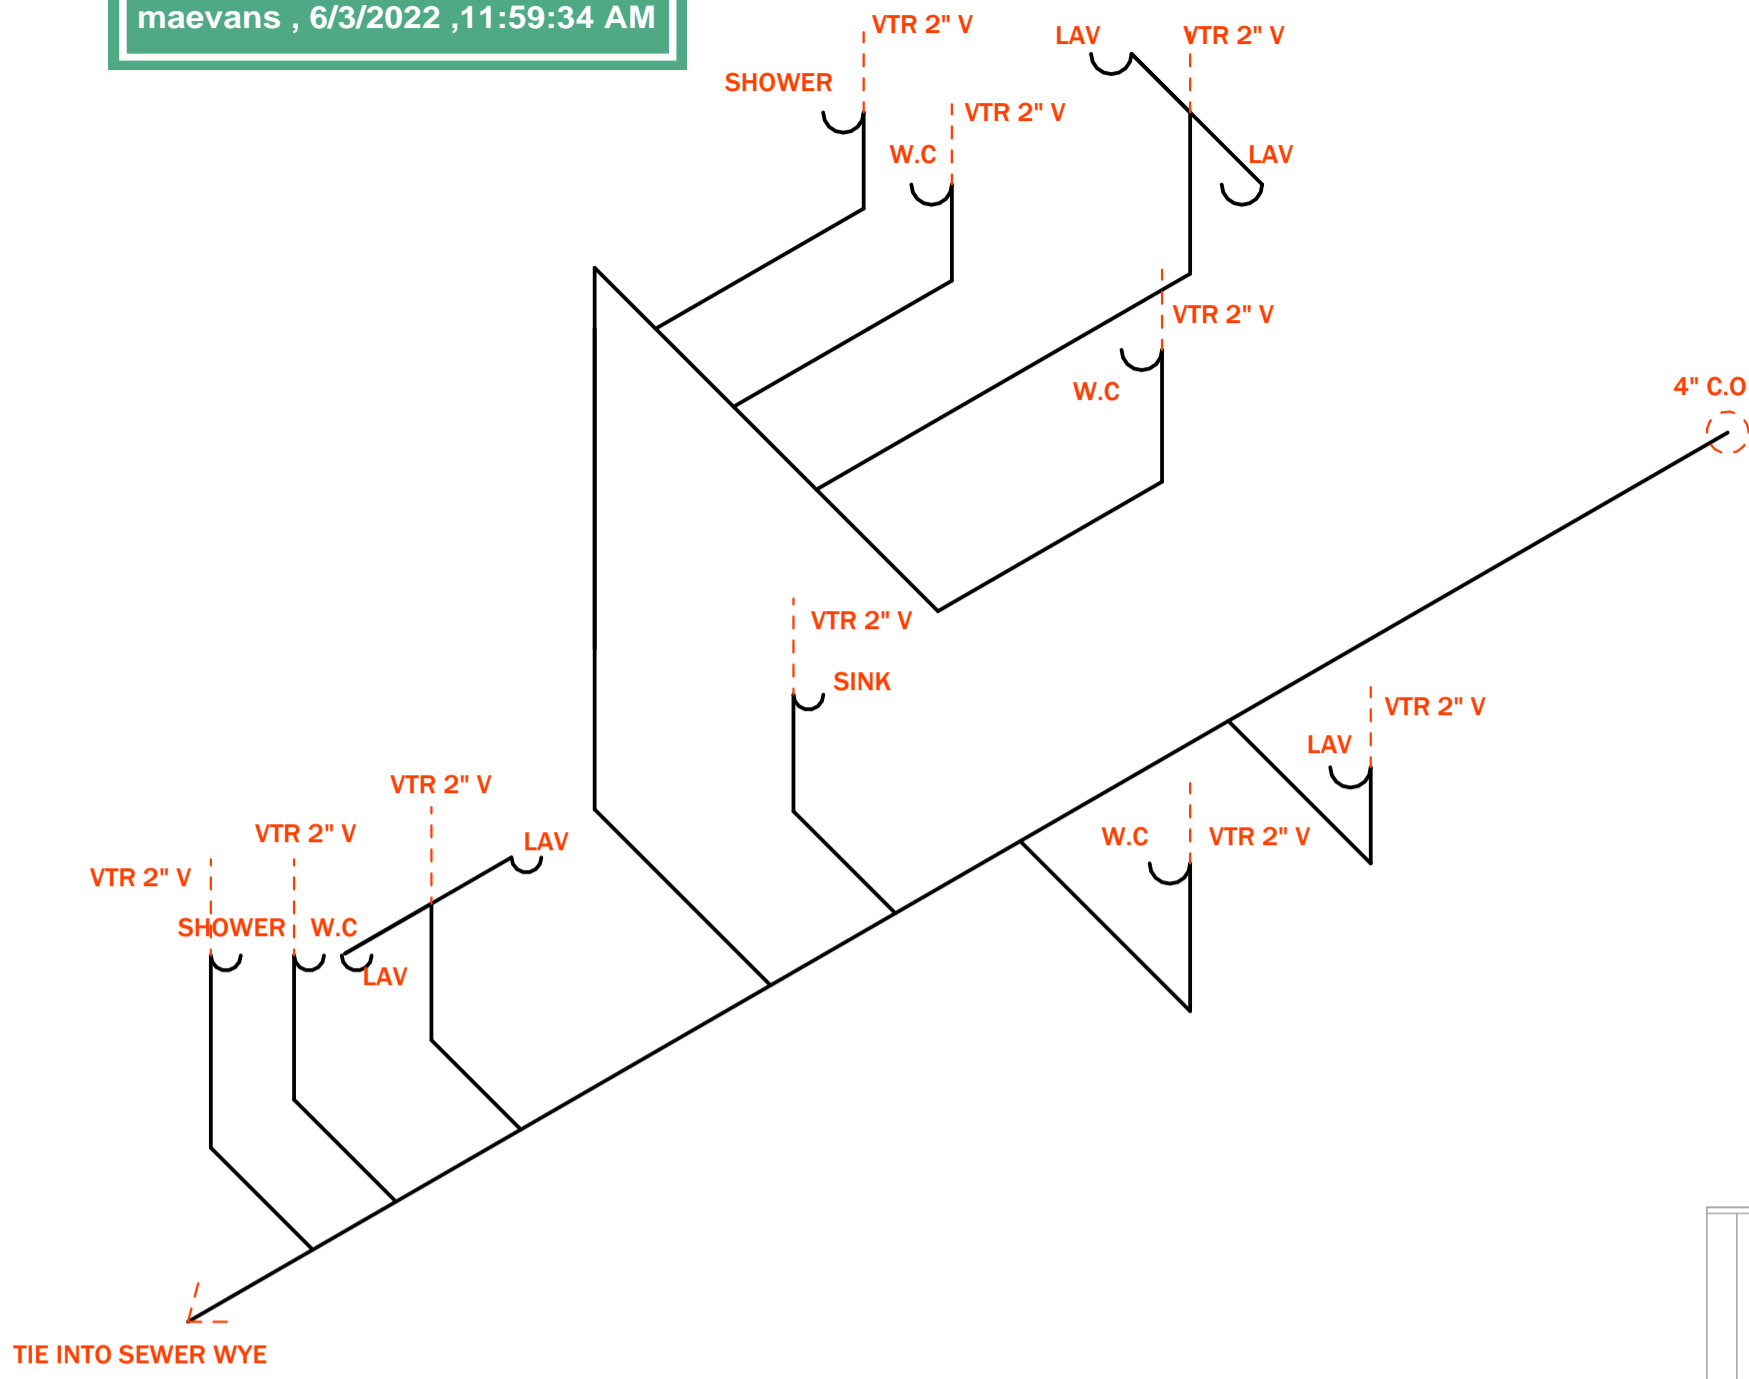 maevans , 6/3/2022 ,11:59:34 AM
VTR 2" V
LAV
VTR 2" V
SHOWER
VTR 2" V
W.C
LAV
VTR 2" V
W.C
4" C.O
VTR 2" V
SINK
VTR 2" V
LAV
VTR 2" V
VTR 2" V
W.C
VTR 2" V
LAV
VTR 2" V
SHOWER
W.C
LAV
TIE INTO SEWER WYE